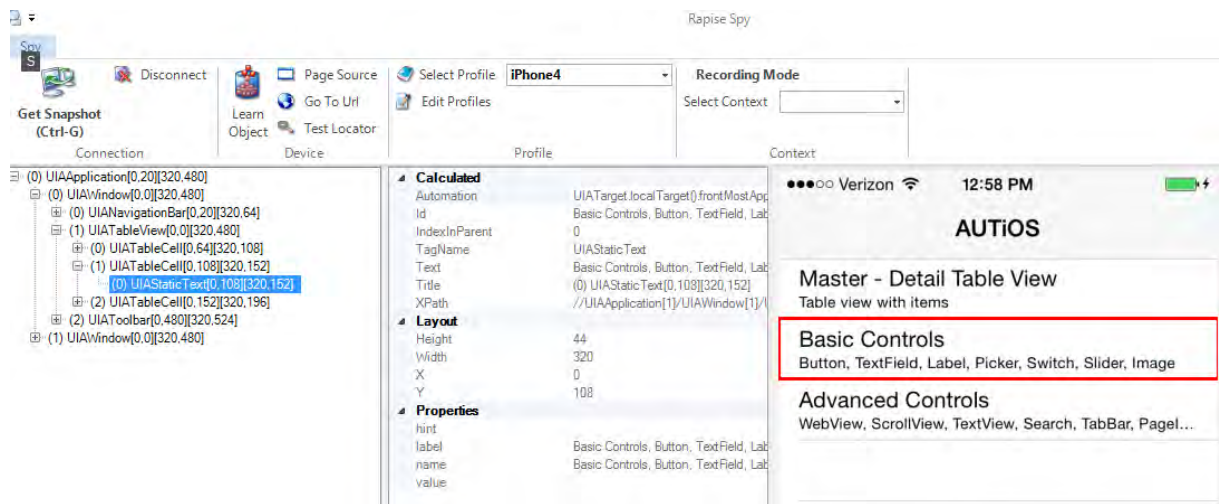 Rapise Spy
Spy
S
Get Snapshot
(Ctrl-G)
Disconnect
Connection
Learn
Object
Page Source
Go To Url
Test Locator
Device
Select Profile iPhone4
Edit Profiles
Profile
Recording Mode
Select Context
Context
(0) UIAApplication[0,20][320,480]
(0) UIAWindow[0,0][320,480]
(0) UIANavigationBar[0,20][320,64]
(1) UIATableView[0,0][320,480]
(0) UIATableCell[0,64][320,108]
(1) UIATableCell[0,108][320,152]
(0) UIAStaticText[0,108][320,152]
(2) UIATableCell[0,152][320,196]
(2) UIAToolbar[0,480][320,524]
(1) UIAWindow[0,0][320,480]
Calculated
Automation UIATarget.localTarget().frontMostApp
Id Basic Controls, Button, TextField, Lab
IndexInParent 0
TagName UIAStaticText
Text Basic Controls, Button, TextField, Lab
Title (0) UIAStaticText[0,108][320,152]
XPath //UIAApplication[1]/UIAWindow[1]/
Layout
Height 44
Width 320
X 0
Y 108
Properties
hint
label Basic Controls, Button, TextField, Lab
name Basic Controls, Button, TextField, Lab
value
Verizon 12:58 PM
AUTiOS
Master - Detail Table View
Table view with items
Basic Controls
Button, TextField, Label, Picker, Switch, Slider, Image
Advanced Controls
WebView, ScrollView, TextView, Search, TabBar, PageI...